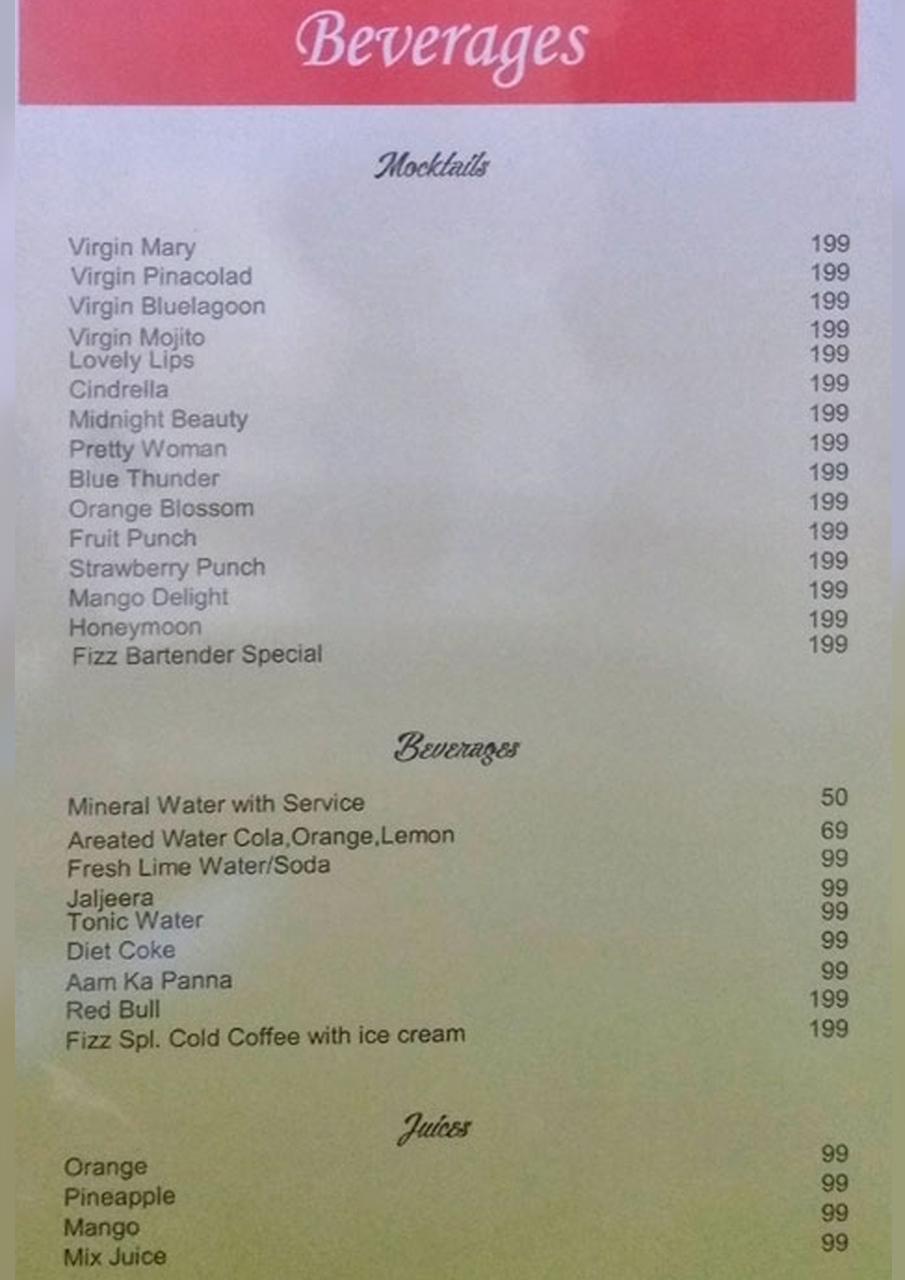 Beverages
Mocktails
Virgin Mary 199
Virgin Pinacolad 199
Virgin Bluelagoon 199
Virgin Mojito 199
Lovely Lips 199
Cindrella 199
Midnight Beauty 199
Pretty Woman 199
Blue Thunder 199
Orange Blossom 199
Fruit Punch 199
Strawberry Punch 199
Mango Delight 199
Honeymoon 199
Fizz Bartender Special 199
Beverages
Mineral Water with Service 50
Areated Water Cola,Orange,Lemon 69
Fresh Lime Water/Soda 99
Jaljeera 99
Tonic Water 99
Diet Coke 99
Aam Ka Panna 99
Red Bull 199
Fizz Spl. Cold Coffee with ice cream 199
Juices
Orange 99
Pineapple 99
Mango 99
Mix Juice 99